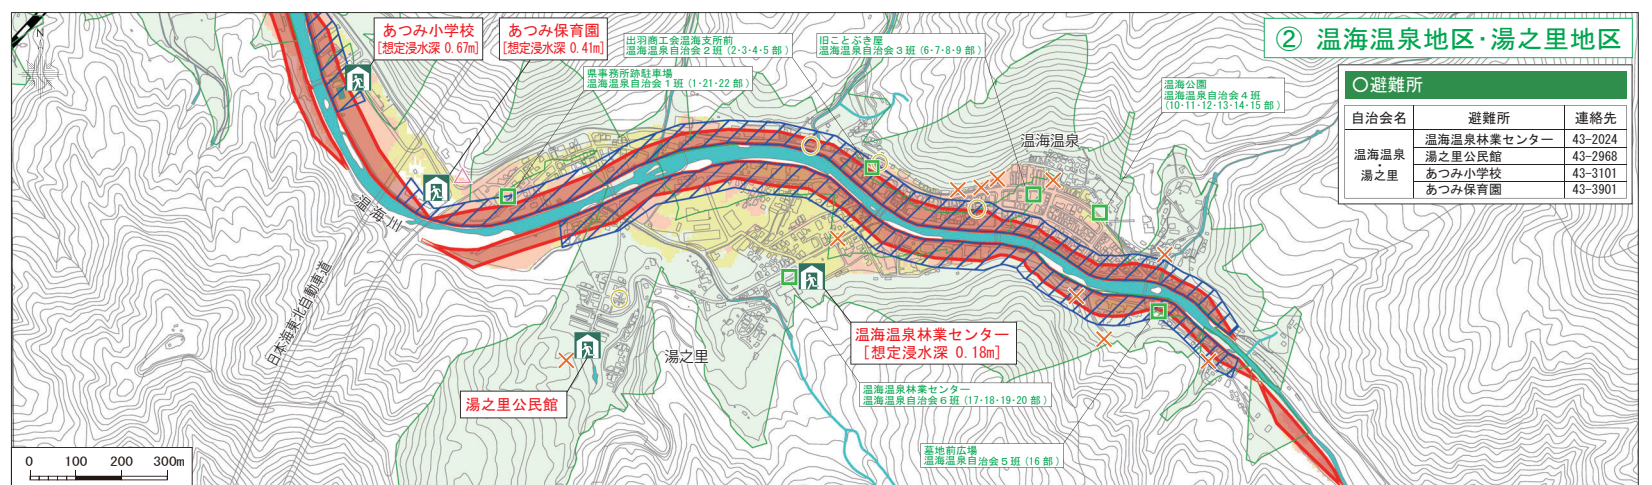 ② 温海温泉地区・湯之里地区
N
あつみ小学校
[想定浸水深 0.67m]
あつみ保育園
[想定浸水深 0.41m]
出羽商工会温海支所前
温海温泉自治会２班（2・3・4・5 部）
旧ことぶき屋
温海温泉自治会３班（6・7・8・9 部）
県事務所跡駐車場
温海温泉自治会１班（1・21・22 部）
温海公園
温海温泉自治会４班
（10・11・12・13・14・15 部）
〇避難所
自治会名 避難所 連絡先
温海温泉・湯之里
温海温泉林業センター 43-2024
湯之里公民館 43-2968
あつみ小学校 43-3101
あつみ保育園 43-3901
温海温泉
温海川
日本海東北自動車道
湯之里
温海温泉林業センター
[想定浸水深 0.18m]
湯之里公民館
温海温泉林業センター
温海温泉自治会６班（17・18・19・20 部）
墓地前広場
温海温泉自治会５班（16 部）
0 100 200 300m